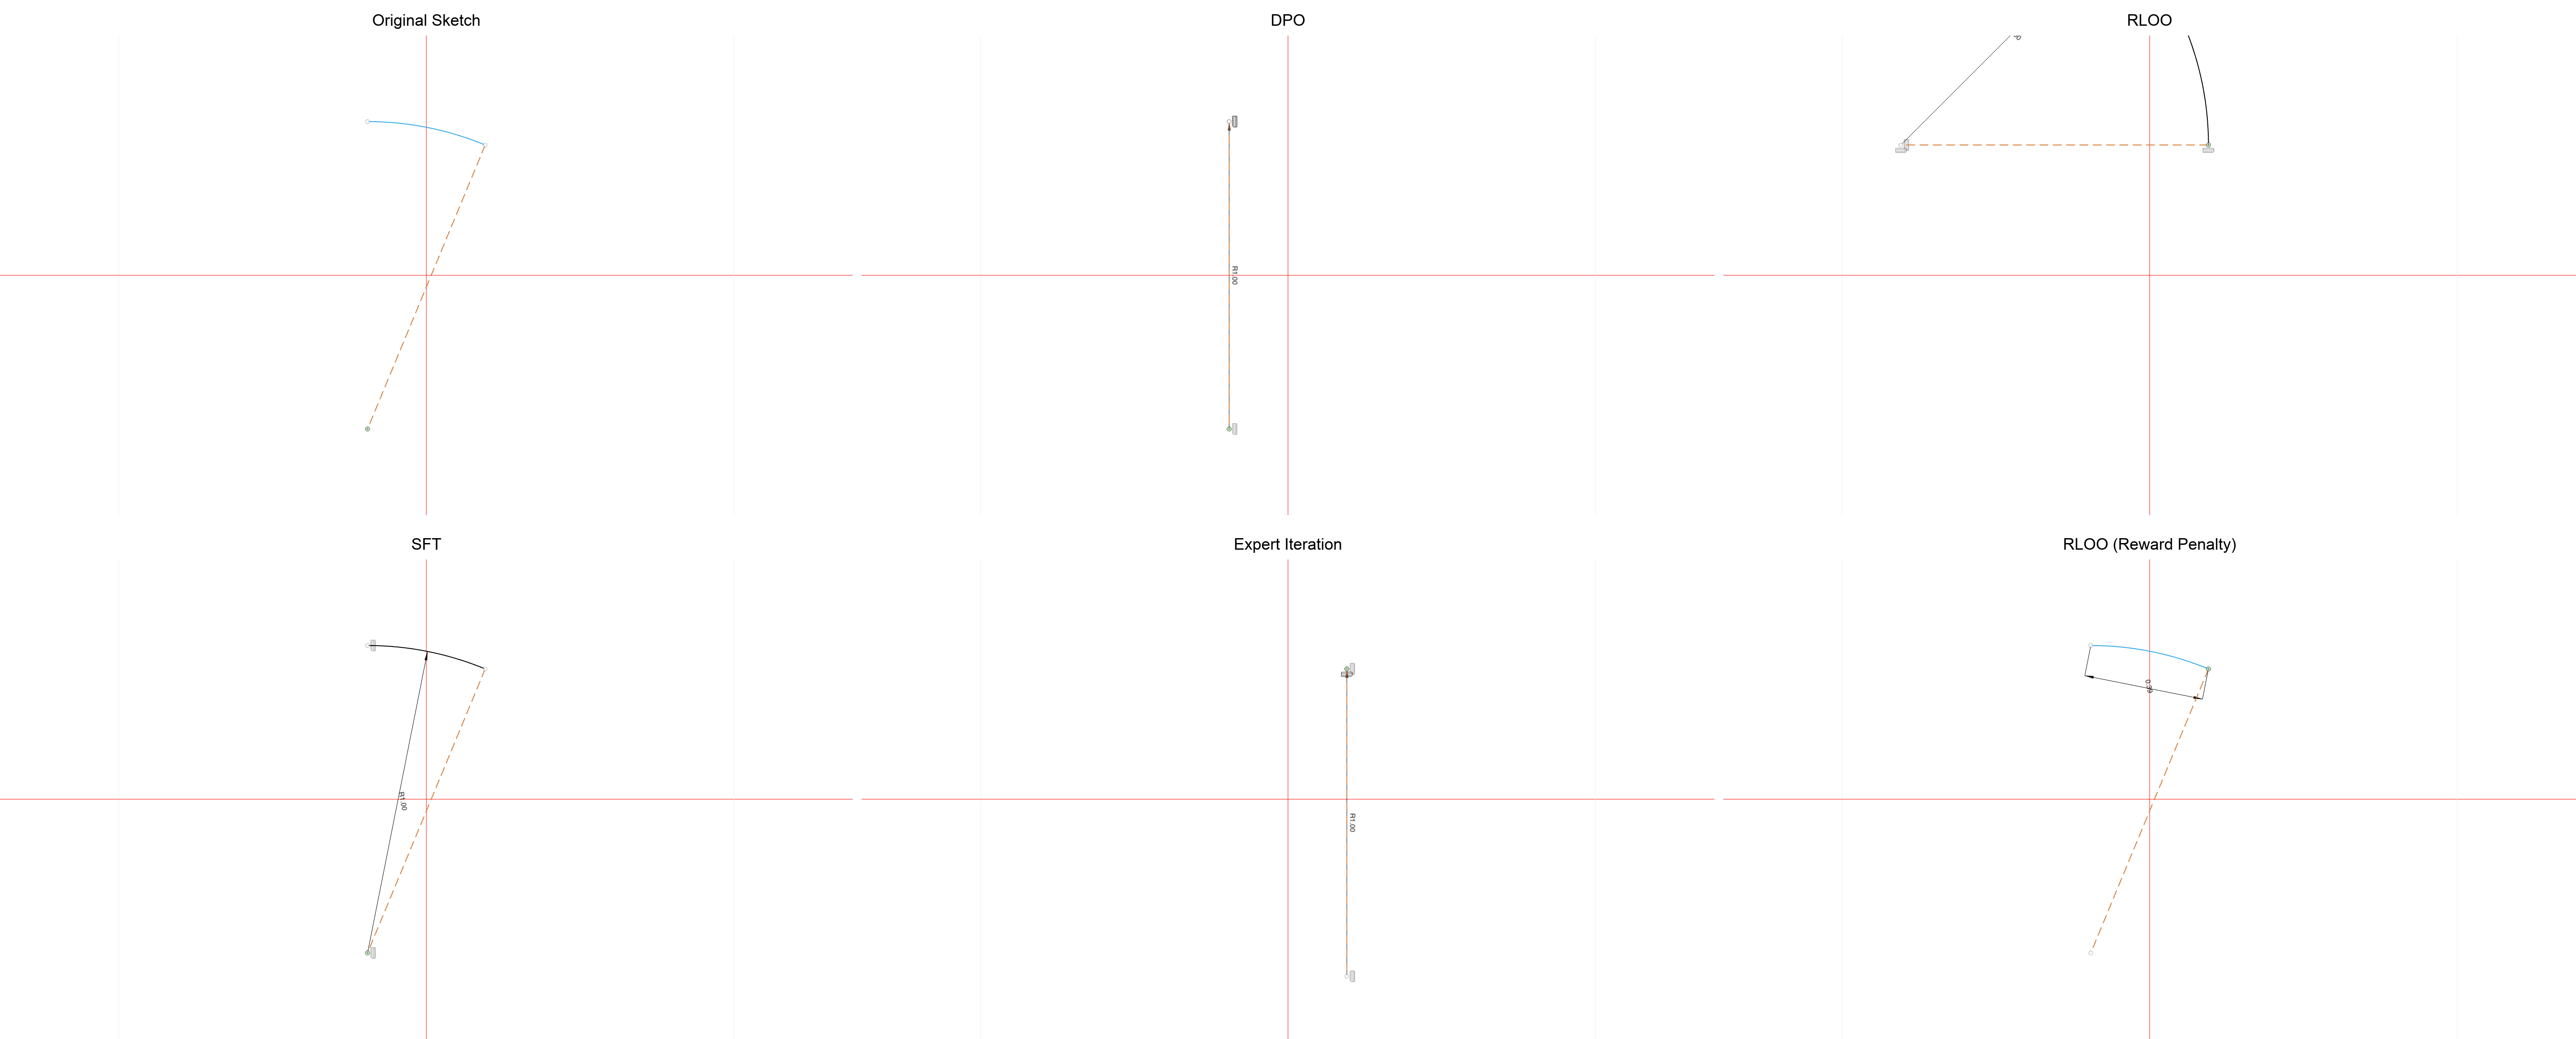 Original Sketch
DPO
RLOO
R1.00
SFT
Expert Iteration
RLOO (Reward Penalty)
R1.00
R1.00